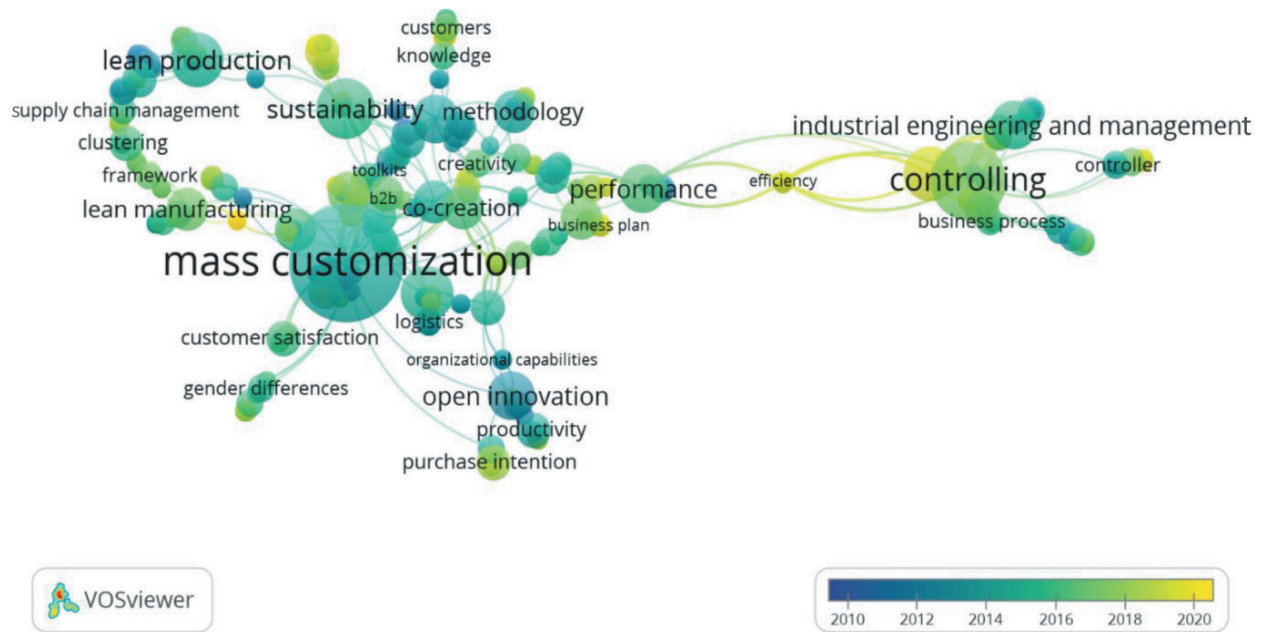 customers
knowledge
lean production
supply chain management
sustainability
methodology
clustering
framework
toolkits
creativity
lean manufacturing
b2b
co-creation
performance
business plan
efficiency
industrial engineering and management
controller
controlling
business process
mass customization
logistics
customer satisfaction
organizational capabilities
gender differences
open innovation
productivity
purchase intention
VOSviewer
2010 2012 2014 2016 2018 2020